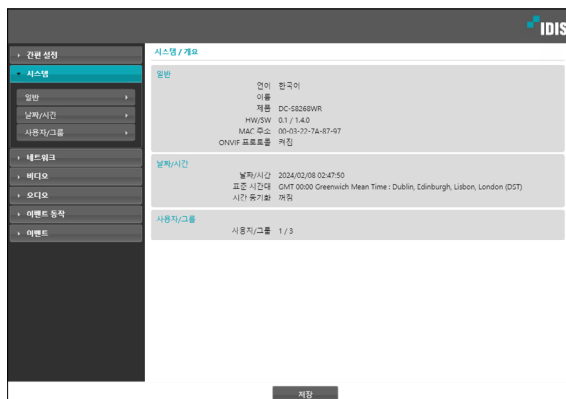 IDIS
간편 설정
시스템
일반
날짜/시간
사용자/그룹
네트워크
비디오
오디오
이벤트 동작
이벤트
시스템 / 개요
일반
언어 한국어
이름
제품 DC-S8268WR
HW/SW 0.1 / 1.4.0
MAC 주소 00-03-22-7A-87-97
ONVIF 프로토콜 켜짐
날짜/시간
날짜/시간 2024/02/08 02:47:50
표준 시간대 GMT 00:00 Greenwich Mean Time : Dublin, Edinburgh, Lisbon, London (DST)
시간 동기화 꺼짐
사용자/그룹
사용자/그룹 1 / 3
저장